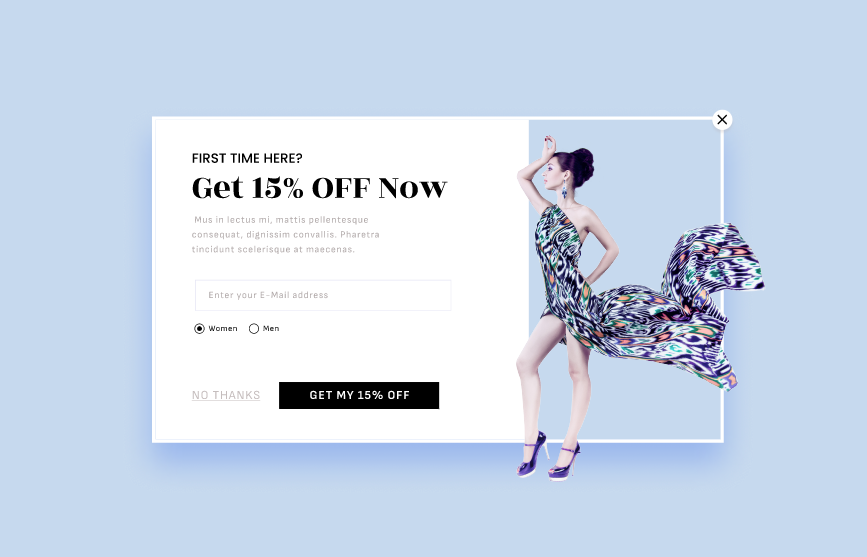 FIRST TIME HERE?
Get 15% OFF Now
Mus in lectus mi, mattis pellentesque
consequat, dignissim convallis. Pharetra
tincidunt scelerisque at maecenas.
Enter your E-Mail address
Women Men
NO THANKS GET MY 15% OFF